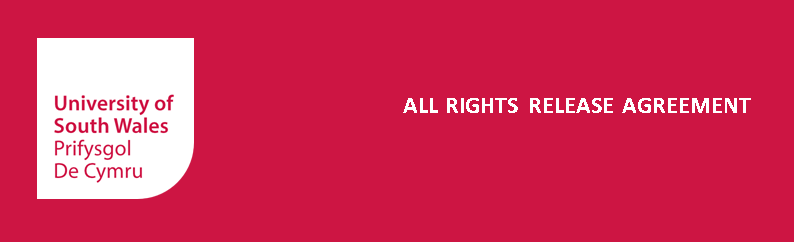 University of
South Wales
Prifysgol
De Cymru
ALL RIGHTS RELEASE AGREEMENT